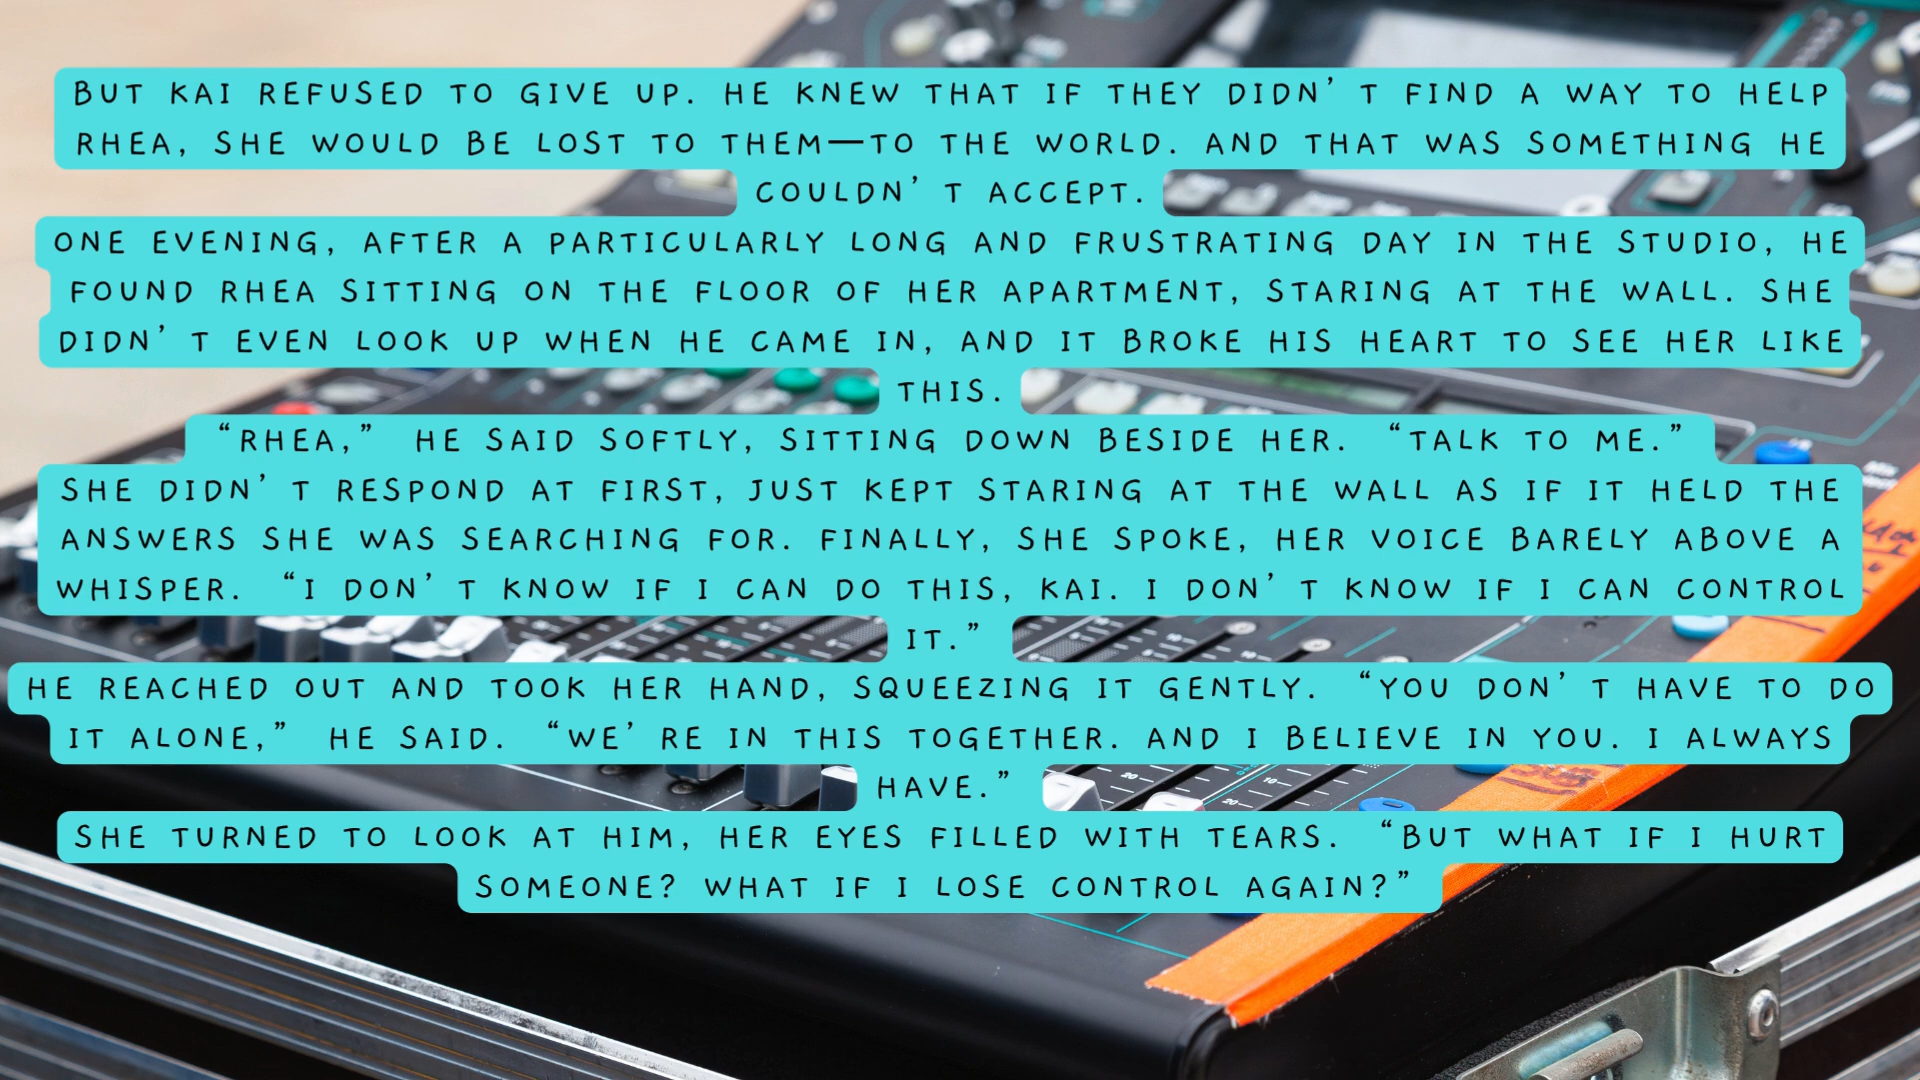 BUT KAI REFUSED TO GIVE UP. HE KNEW THAT IF THEY DIDN’T FIND A WAY TO HELP
RHEA, SHE WOULD BE LOST TO THEM—TO THE WORLD. AND THAT WAS SOMETHING HE
COULDN’T ACCEPT.
ONE EVENING, AFTER A PARTICULARLY LONG AND FRUSTRATING DAY IN THE STUDIO, HE
FOUND RHEA SITTING ON THE FLOOR OF HER APARTMENT, STARING AT THE WALL. SHE
DIDN’T EVEN LOOK UP WHEN HE CAME IN, AND IT BROKE HIS HEART TO SEE HER LIKE
THIS.
“RHEA,” HE SAID SOFTLY, SITTING DOWN BESIDE HER. “TALK TO ME.”
SHE DIDN’T RESPOND AT FIRST, JUST KEPT STARING AT THE WALL AS IF IT HELD THE
ANSWERS SHE WAS SEARCHING FOR. FINALLY, SHE SPOKE, HER VOICE BARELY ABOVE A
WHISPER. “I DON’T KNOW IF I CAN DO THIS, KAI. I DON’T KNOW IF I CAN CONTROL
IT.”
HE REACHED OUT AND TOOK HER HAND, SQUEEZING IT GENTLY. “YOU DON’T HAVE TO DO
IT ALONE,” HE SAID. “WE’RE IN THIS TOGETHER. AND I BELIEVE IN YOU. I ALWAYS
HAVE.”
20
10
20
SHE TURNED TO LOOK AT HIM, HER EYES FILLED WITH TEARS. “BUT WHAT IF I HURT
SOMEONE? WHAT IF I LOSE CONTROL AGAIN?”